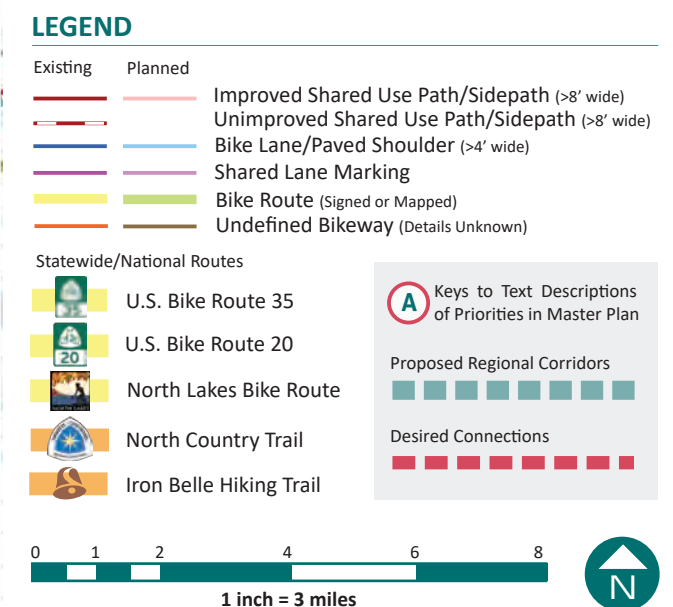 LEGEND
Existing Planned
Improved Shared Use Path/Sidepath (>8' wide)
Unimproved Shared Use Path/Sidepath (>8' wide)
Bike Lane/Paved Shoulder (>4' wide)
Shared Lane Marking
Bike Route (Signed or Mapped)
Undefined Bikeway (Details Unknown)
Statewide/National Routes
35
U.S. Bike Route 35
20
U.S. Bike Route 20
North Lakes Bike Route
North Country Trail
Iron Belle Hiking Trail
A
Keys to Text Descriptions
of Priorities in Master Plan
Proposed Regional Corridors
Desired Connections
0 1 2 4 6 8
1 inch = 3 miles
N